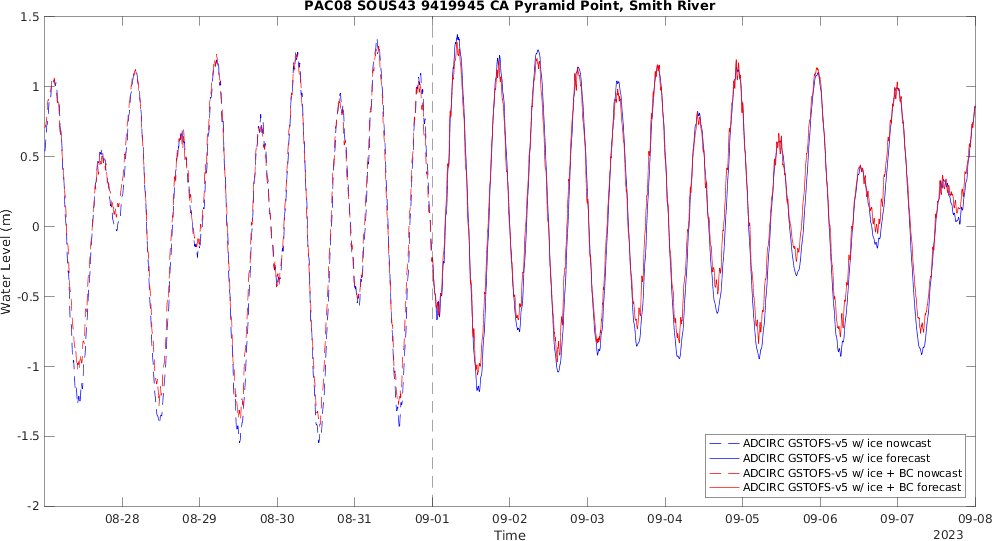 PAC08 SOUS43 9419945 CA Pyramid Point, Smith River
1.5
1
0.5
0
-0.5
-1
-1.5
-2
Water Level (m)
ADCIRC GSTOFS-v5 w/ ice nowcast
ADCIRC GSTOFS-v5 w/ ice forecast
ADCIRC GSTOFS-v5 w/ ice + BC nowcast
ADCIRC GSTOFS-v5 w/ ice + BC forecast
08-28 08-29 08-30 08-31 09-01 09-02 09-03 09-04 09-05 09-06 09-07 09-08
Time
2023